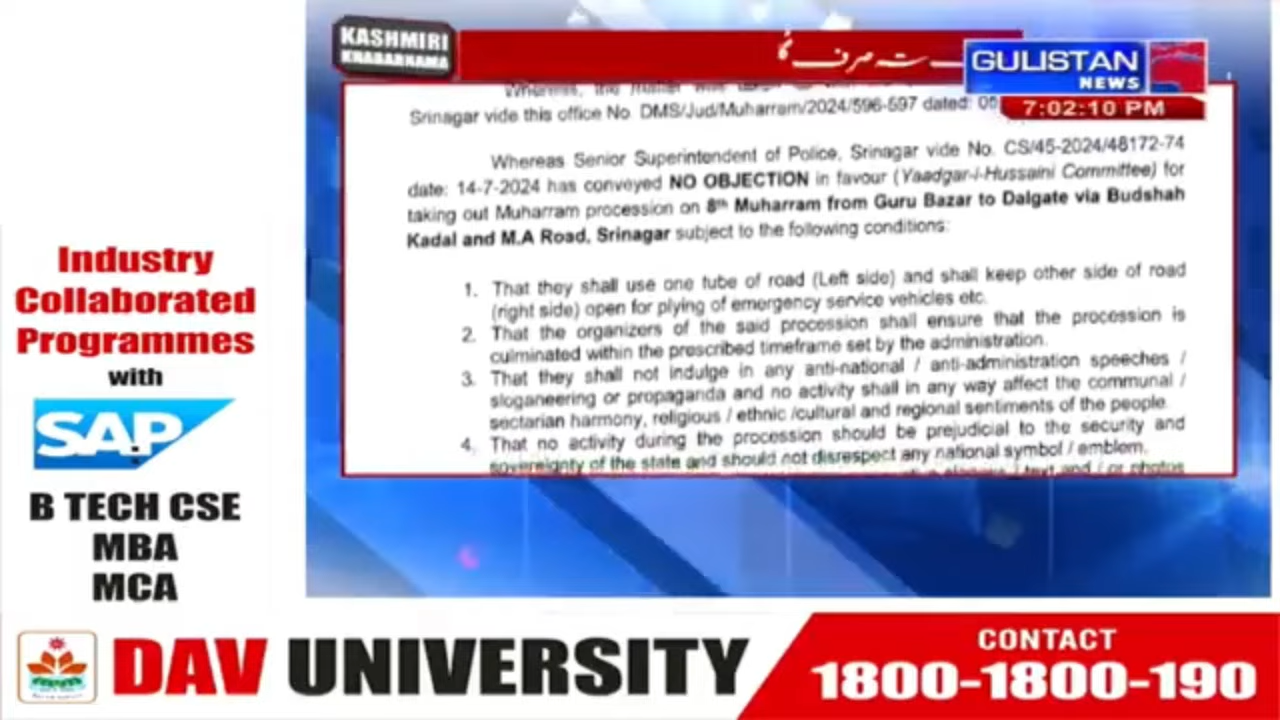 KASHMIRI
KHABARNAMA
ـتہ صرف گا
GULISTAN
NEWS
7:02:10 PM
Whereas, the
Srinagar vide this office No. DMS/Jud/Muharram/2024/596-597 dated:
Whereas Senior Superintendent of Police, Srinagar vide No. CS/45-2024/48172-74
date: 14-7-2024 has conveyed NO OBJECTION in favour (Yaadgar-i-Hussaini Committee) for
taking out Muharram procession on 8th Muharram from Guru Bazar to Dalgate via Budshah
Kadal and M.A Road, Srinagar subject to the following conditions:
1. That they shall use one tube of road (Left side) and shall keep other side of road
(right side) open for plying of emergency service vehicles etc.
2. That the organizers of the said procession shall ensure that the procession is
culminated within the prescribed timeframe set by the administration.
3. That they shall not indulge in any anti-national / anti-administration speeches /
sloganeering or propaganda and no activity shall in any way affect the communal /
sectarian harmony, religious / ethnic /cultural and regional sentiments of the people.
4. That no activity during the procession should be prejudicial to the security and
sovereignty of the state and should not disrespect any national symbol / emblem.
slogans / text and / or photos
Industry
Collaborated
Programmes
with
SAP
B TECH CSE
MBA
MCA
DAV UNIVERSITY
CONTACT
1800-1800-190